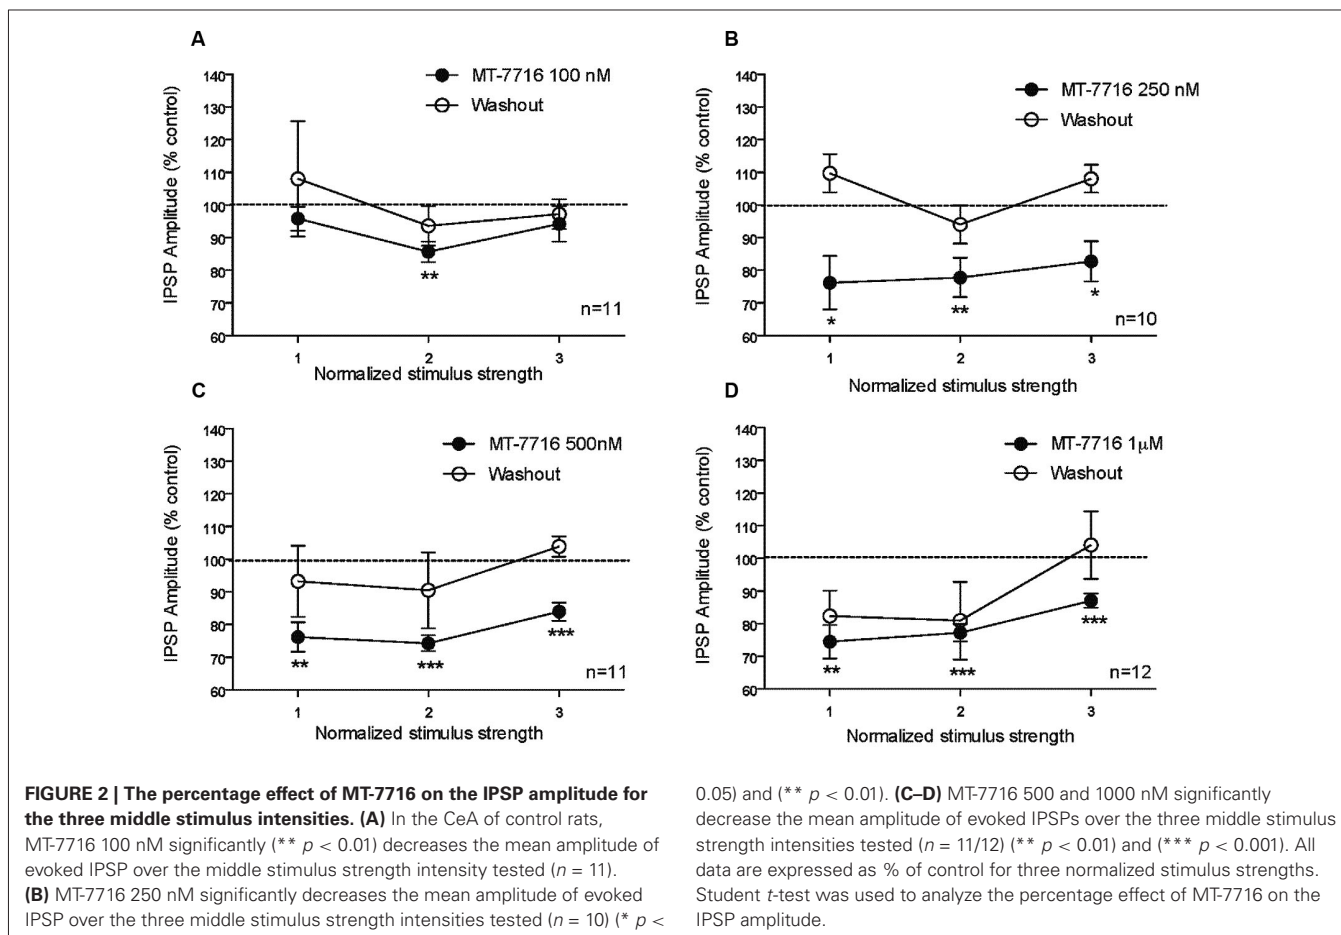 A
MT-7716 100 nM
Washout
IPSP Amplitude (% control)
140
130
120
110
100
90
80
70
60
**
n=11
1 2 3
Normalized stimulus strength
B
MT-7716 250 nM
Washout
IPSP Amplitude (% control)
140
130
120
110
100
90
80
70
60
* ** *
n=10
1 2 3
Normalized stimulus strength
C
MT-7716 500nM
Washout
IPSP Amplitude (% control)
140
130
120
110
100
90
80
70
60
** *** ***
n=11
1 2 3
Normalized stimulus strength
D
MT-7716 1µM
Washout
IPSP Amplitude (% control)
140
130
120
110
100
90
80
70
60
** *** ***
n=12
1 2 3
Normalized stimulus strength
FIGURE 2 | The percentage effect of MT-7716 on the IPSP amplitude for
the three middle stimulus intensities. (A) In the CeA of control rats,
MT-7716 100 nM significantly (** p < 0.01) decreases the mean amplitude of
evoked IPSP over the middle stimulus strength intensity tested (n = 11).
(B) MT-7716 250 nM significantly decreases the mean amplitude of evoked
IPSP over the three middle stimulus strength intensities tested (n = 10) (* p <
0.05) and (** p < 0.01). (C–D) MT-7716 500 and 1000 nM significantly
decrease the mean amplitude of evoked IPSPs over the three middle stimulus
strength intensities tested (n = 11/12) (** p < 0.01) and (*** p < 0.001). All
data are expressed as % of control for three normalized stimulus strengths.
Student t-test was used to analyze the percentage effect of MT-7716 on the
IPSP amplitude.